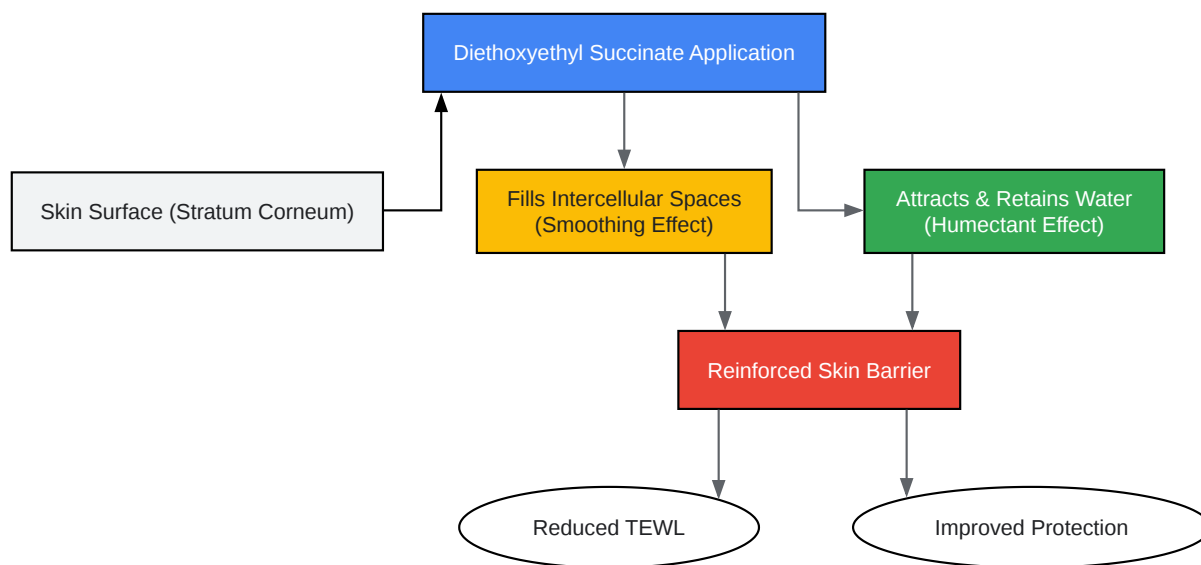 Diethoxyethyl Succinate Application
Skin Surface (Stratum Corneum)
Fills Intercellular Spaces
(Smoothing Effect)
Attracts & Retains Water
(Humectant Effect)
Reinforced Skin Barrier
Reduced TEWL
Improved Protection